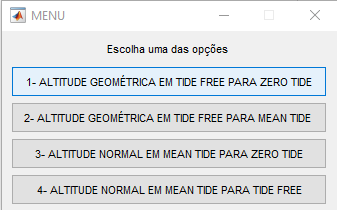 MENU
Escolha uma das opções
1- ALTITUDE GEOMÉTRICA EM TIDE FREE PARA ZERO TIDE
2- ALTITUDE GEOMÉTRICA EM TIDE FREE PARA MEAN TIDE
3- ALTITUDE NORMAL EM MEAN TIDE PARA ZERO TIDE
4- ALTITUDE NORMAL EM MEAN TIDE PARA TIDE FREE